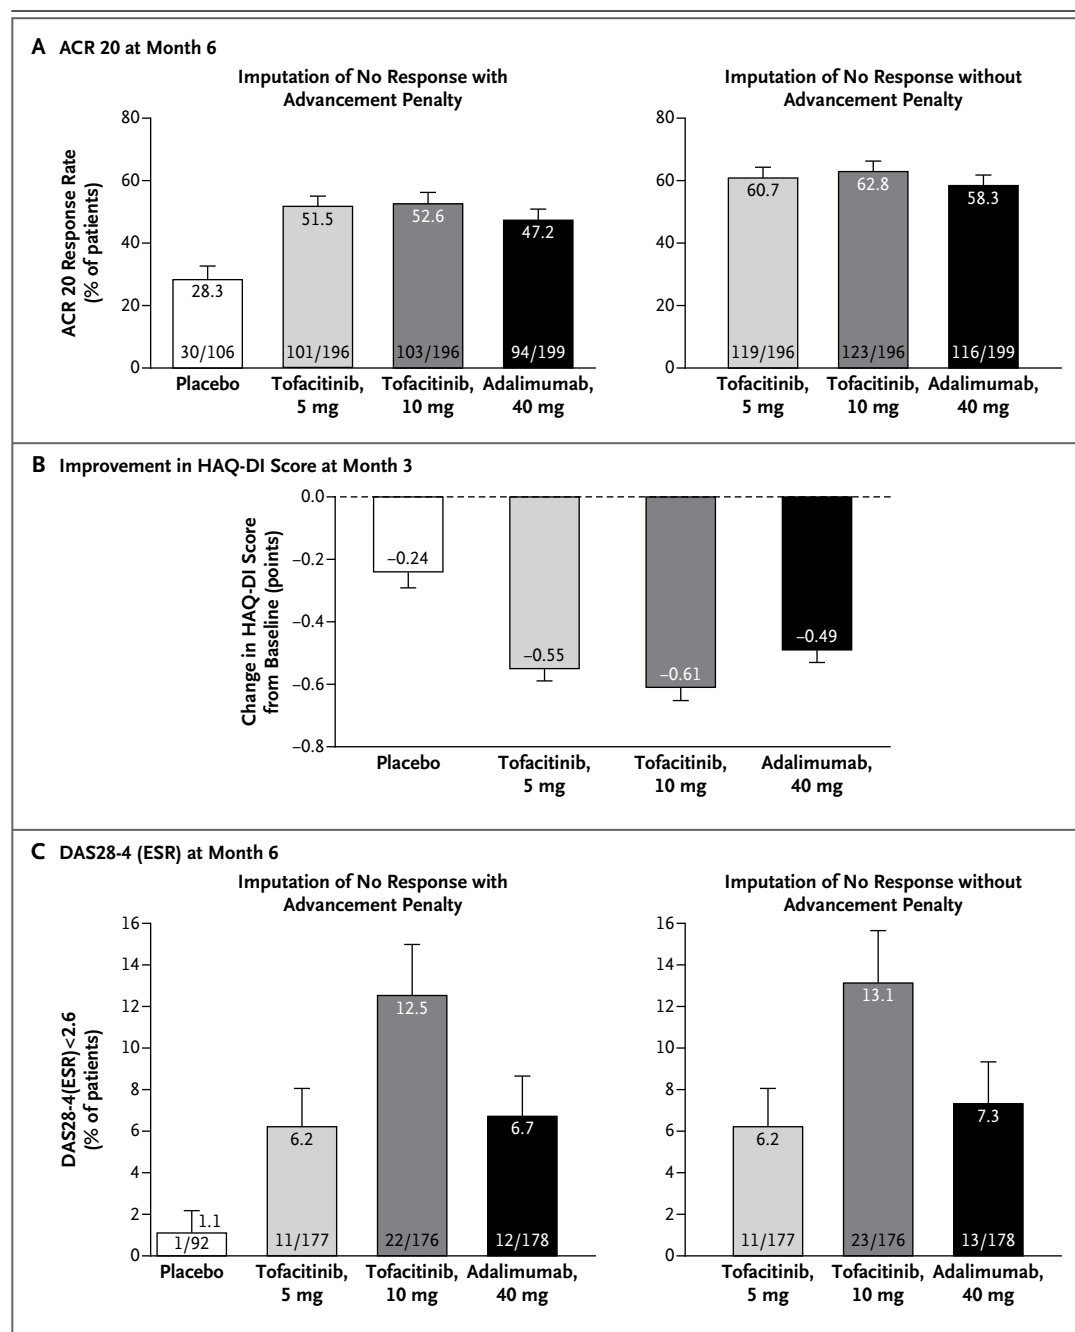 A ACR 20 at Month 6
Imputation of No Response with
Advancement Penalty
ACR 20 Response Rate
(% of patients)
80
60
40
20
0
28.3
51.5
52.6
47.2
30/106
101/196
103/196
94/199
Placebo
Tofacitinib,
5 mg
Tofacitinib,
10 mg
Adalimumab,
40 mg
Imputation of No Response without
Advancement Penalty
80
60
40
20
0
60.7
62.8
58.3
119/196
123/196
116/199
Tofacitinib,
5 mg
Tofacitinib,
10 mg
Adalimumab,
40 mg
B Improvement in HAQ-DI Score at Month 3
Change in HAQ-DI Score
from Baseline (points)
0.0
–0.2
–0.4
–0.6
–0.8
–0.24
–0.55
–0.61
–0.49
Placebo
Tofacitinib,
5 mg
Tofacitinib,
10 mg
Adalimumab,
40 mg
C DAS28-4 (ESR) at Month 6
Imputation of No Response with
Advancement Penalty
DAS28-4(ESR)<2.6
(% of patients)
16
14
12
10
8
6
4
2
0
1.1
6.2
12.5
6.7
1/92
11/177
22/176
12/178
Placebo
Tofacitinib,
5 mg
Tofacitinib,
10 mg
Adalimumab,
40 mg
Imputation of No Response without
Advancement Penalty
16
14
12
10
8
6
4
2
0
6.2
13.1
7.3
11/177
23/176
13/178
Tofacitinib,
5 mg
Tofacitinib,
10 mg
Adalimumab,
40 mg